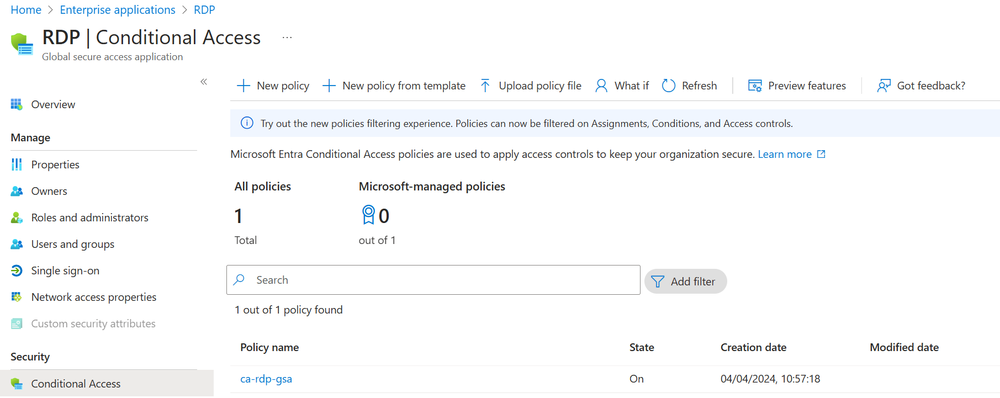 Home > Enterprise applications > RDP
RDP | Conditional Access ...
Global secure access application
«
Overview
Manage
Properties
Owners
Roles and administrators
Users and groups
Single sign-on
Network access properties
Custom security attributes
Security
Conditional Access
New policy New policy from template Upload policy file What if Refresh Preview features Got feedback?
Try out the new policies filtering experience. Policies can now be filtered on Assignments, Conditions, and Access controls.
Microsoft Entra Conditional Access policies are used to apply access controls to keep your organization secure. Learn more
All policies
1
Total
Microsoft-managed policies
0
out of 1
Search
Add filter
1 out of 1 policy found
Policy name State Creation date Modified date
ca-rdp-gsa On 04/04/2024, 10:57:18